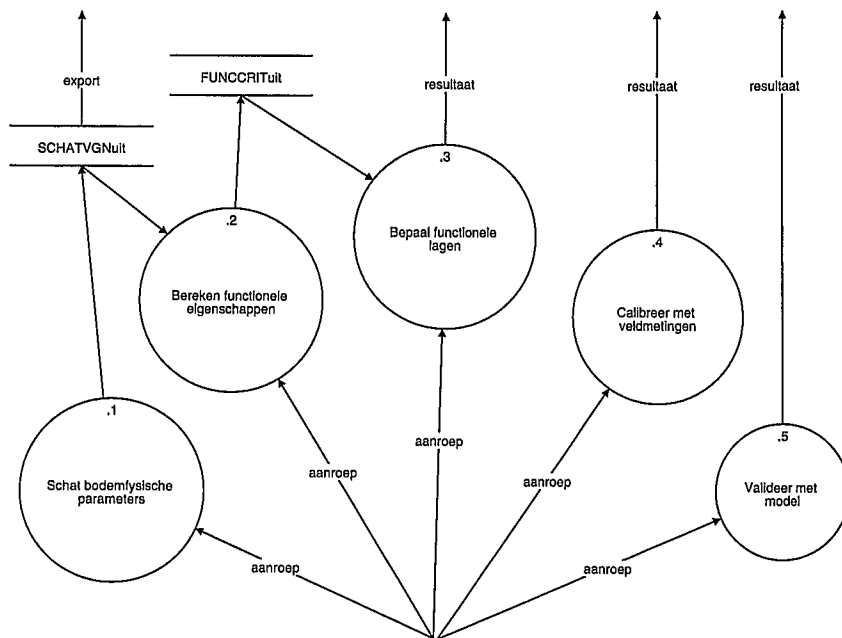 export
FUNCCRITuit
resultaat
resultaat
resultaat
SCHATVGNuit
.3
Bepaal functionele
lagen
.2
Bereken functionele
eigenschappen
.4
Calibreer met
veldmetingen
.1
Schat bodemfysische
parameters
.5
Valideer met
model
aanroep
aanroep
aanroep
aanroep
aanroep